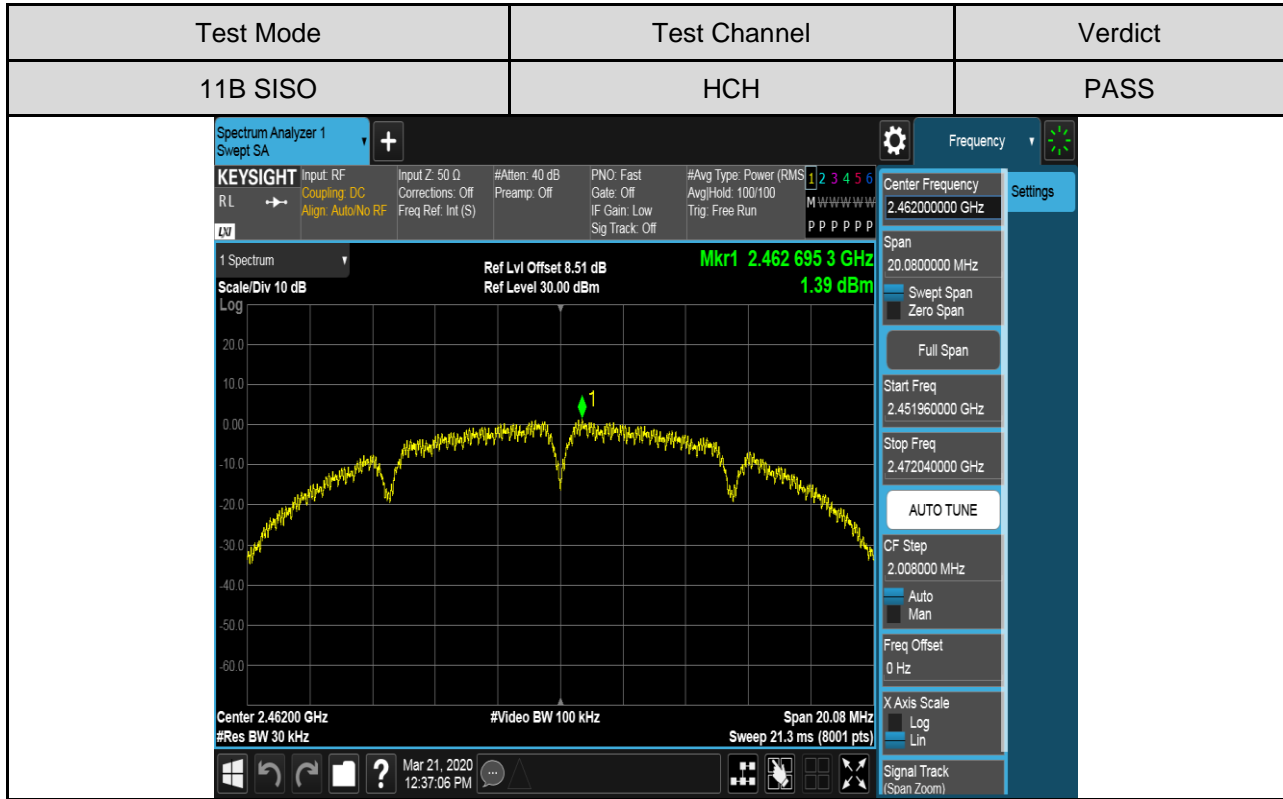 Test Mode Test Channel Verdict
11B SISO HCH PASS
Spectrum Analyzer 1
Swept SA
+
Frequency
KEYSIGHT Input: RF Input Z: 50 Ω #Atten: 40 dB PNO: Fast #Avg Type: Power (RMS 1 2 3 4 5 6
RL Coupling: DC Corrections: Off Preamp: Off Gate: Off Avg|Hold: 100/100 M W W W W W
Align: Auto/No RF Freq Ref: Int (S) IF Gain: Low Trig: Free Run
LXI Sig Track: Off P P P P P P
1 Spectrum
Ref Lvl Offset 8.51 dB
Mkr1 2.462 695 3 GHz
Scale/Div 10 dB Ref Level 30.00 dBm 1.39 dBm
Log
20.0
10.0
1
0.00
-10.0
-20.0
-30.0
-40.0
-50.0
-60.0
Center 2.46200 GHz #Video BW 100 kHz Span 20.08 MHz
#Res BW 30 kHz Sweep 21.3 ms (8001 pts)
? Mar 21, 2020
12:37:06 PM
Center Frequency
2.462000000 GHz
Settings
Span
20.0800000 MHz
Swept Span
Zero Span
Full Span
Start Freq
2.451960000 GHz
Stop Freq
2.472040000 GHz
AUTO TUNE
CF Step
2.008000 MHz
Auto
Man
Freq Offset
0 Hz
X Axis Scale
Log
Lin
Signal Track
(Span Zoom)